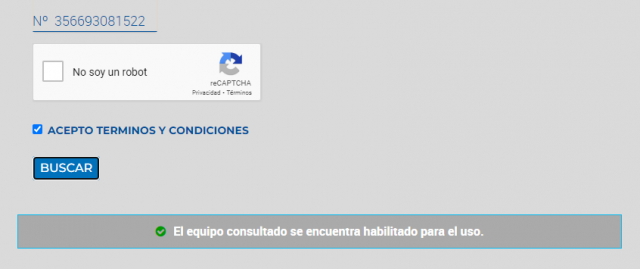 Nº 356693081522
No soy un robot
reCAPTCHA
Privacidad • Términos
ACEPTO TERMINOS Y CONDICIONES
BUSCAR
El equipo consultado se encuentra habilitado para el uso.